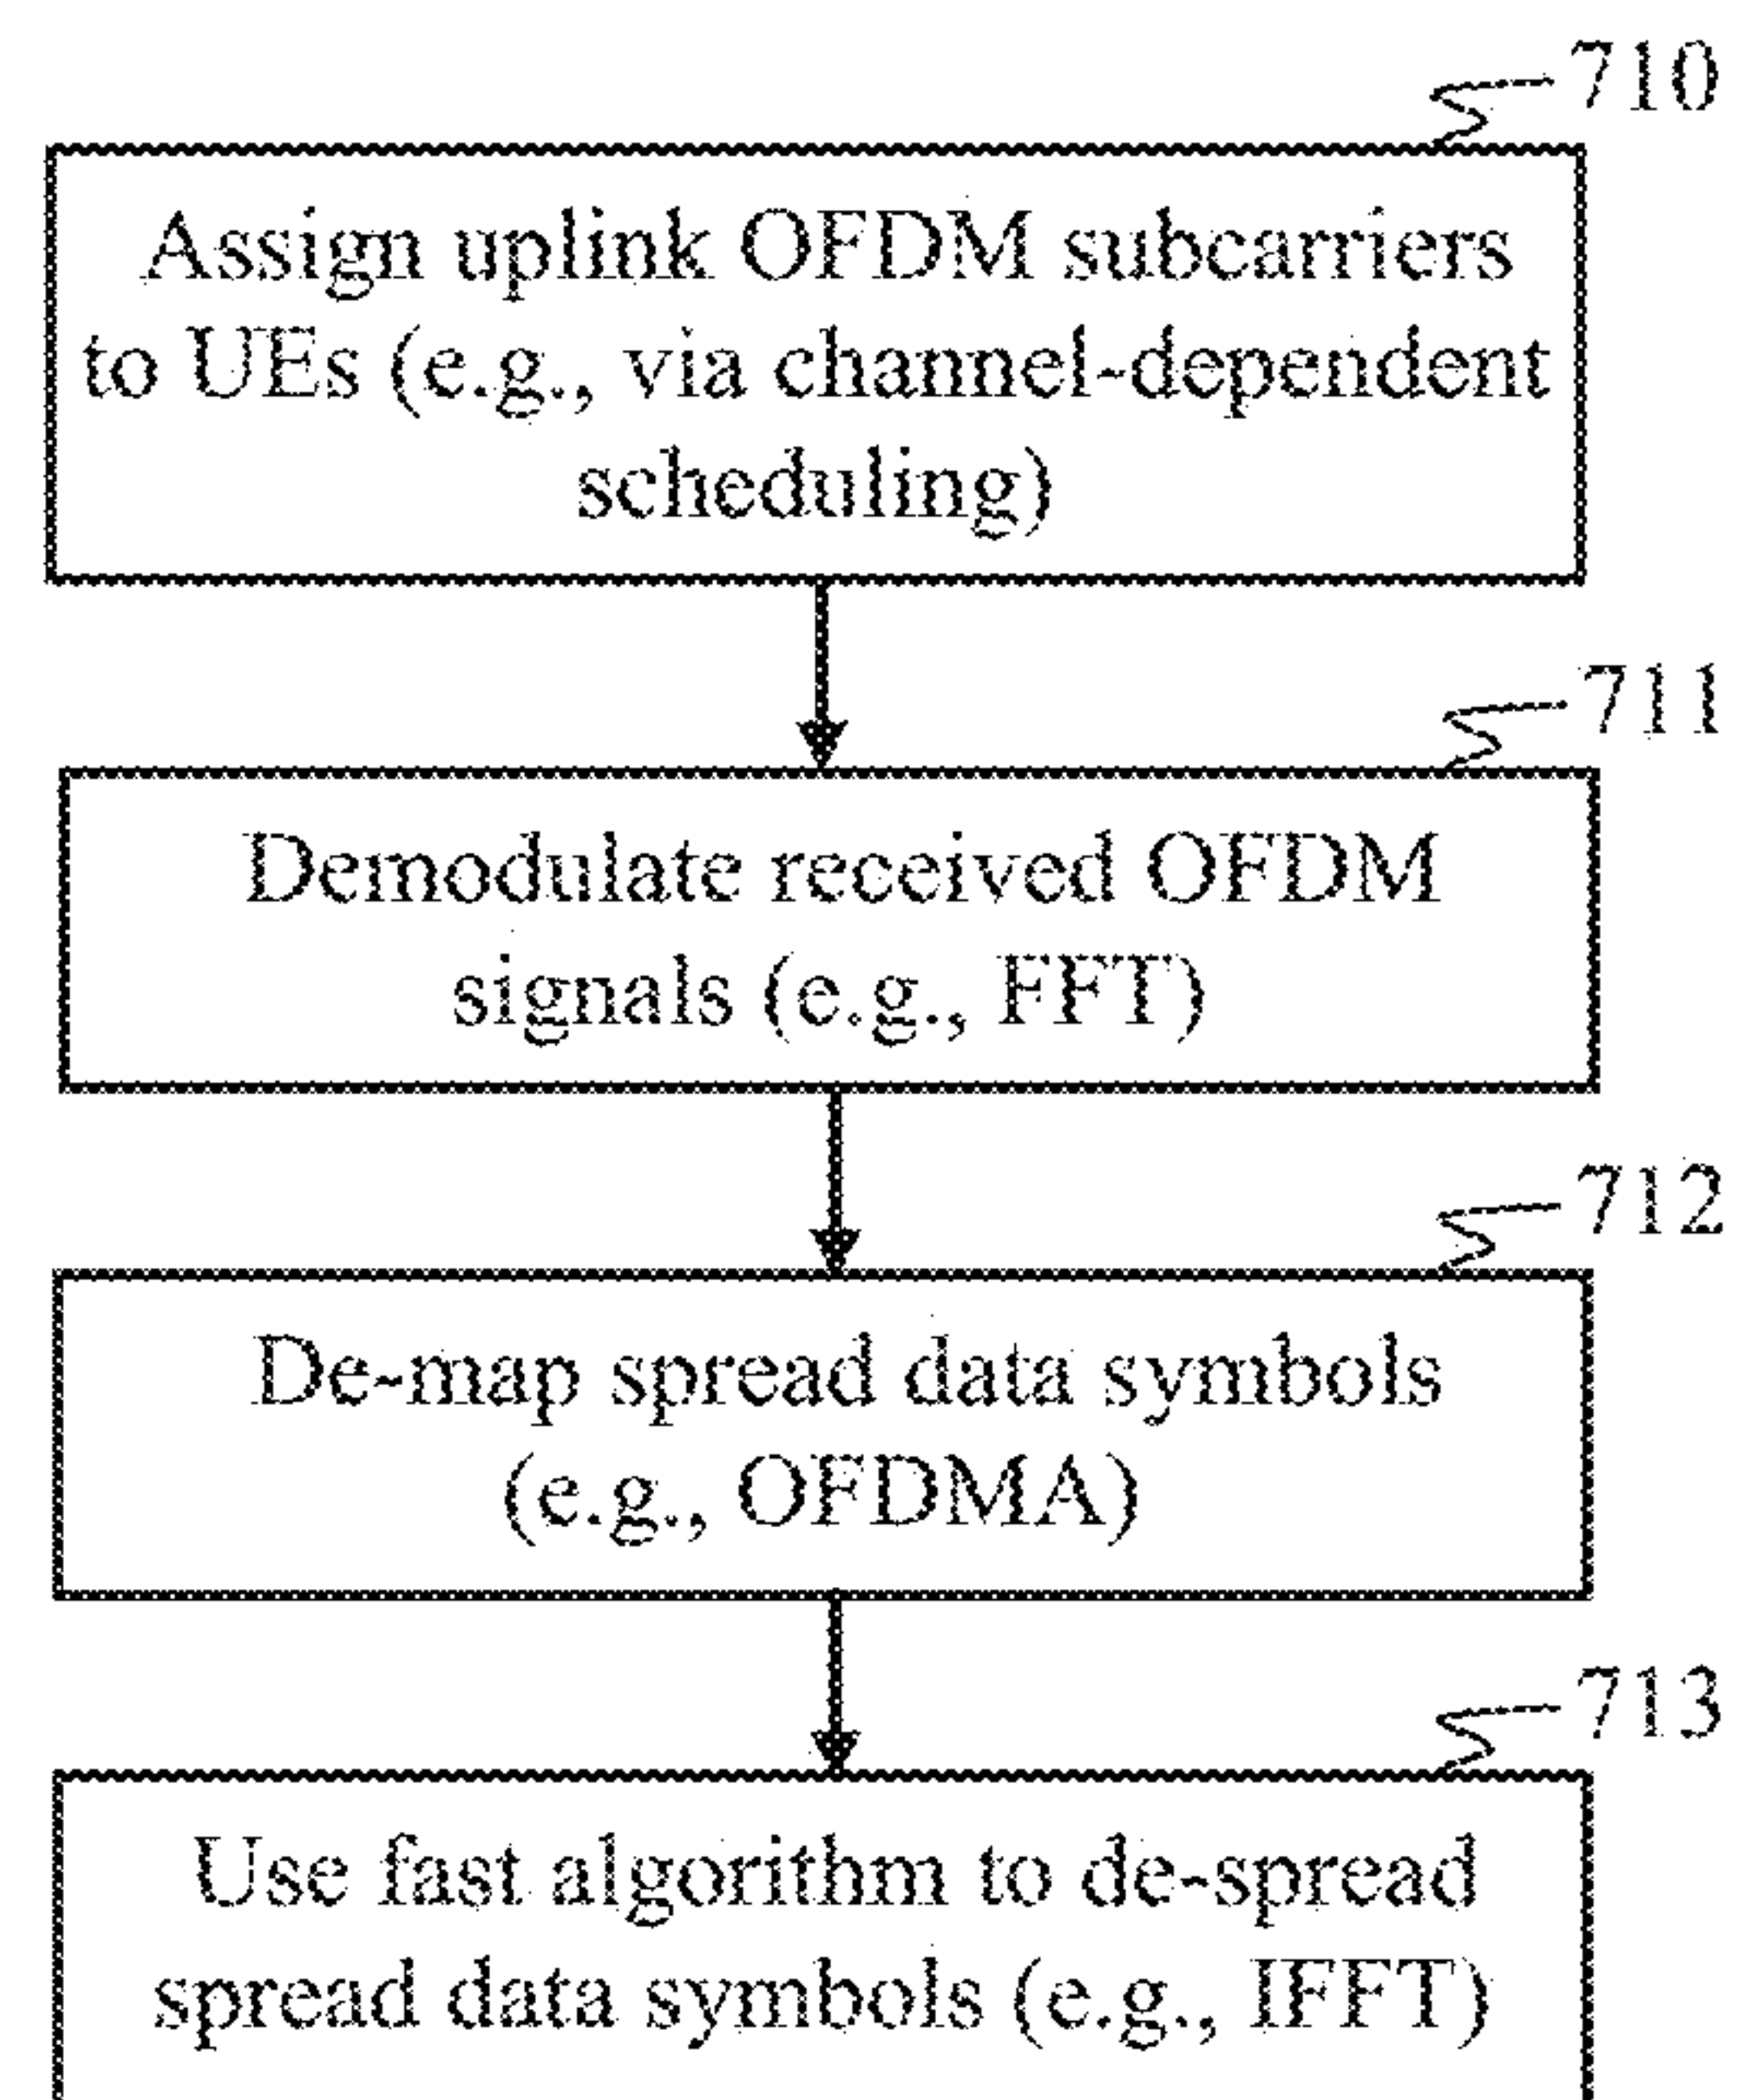 710
Assign uplink OFDM subcarriers
to UEs (e.g., via channel-dependent
scheduling)
711
Demodulate received OFDM
signals (e.g., FFT)
712
De-map spread data symbols
(e.g., OFDMA)
713
Use fast algorithm to de-spread
spread data symbols (e.g., IFFT)